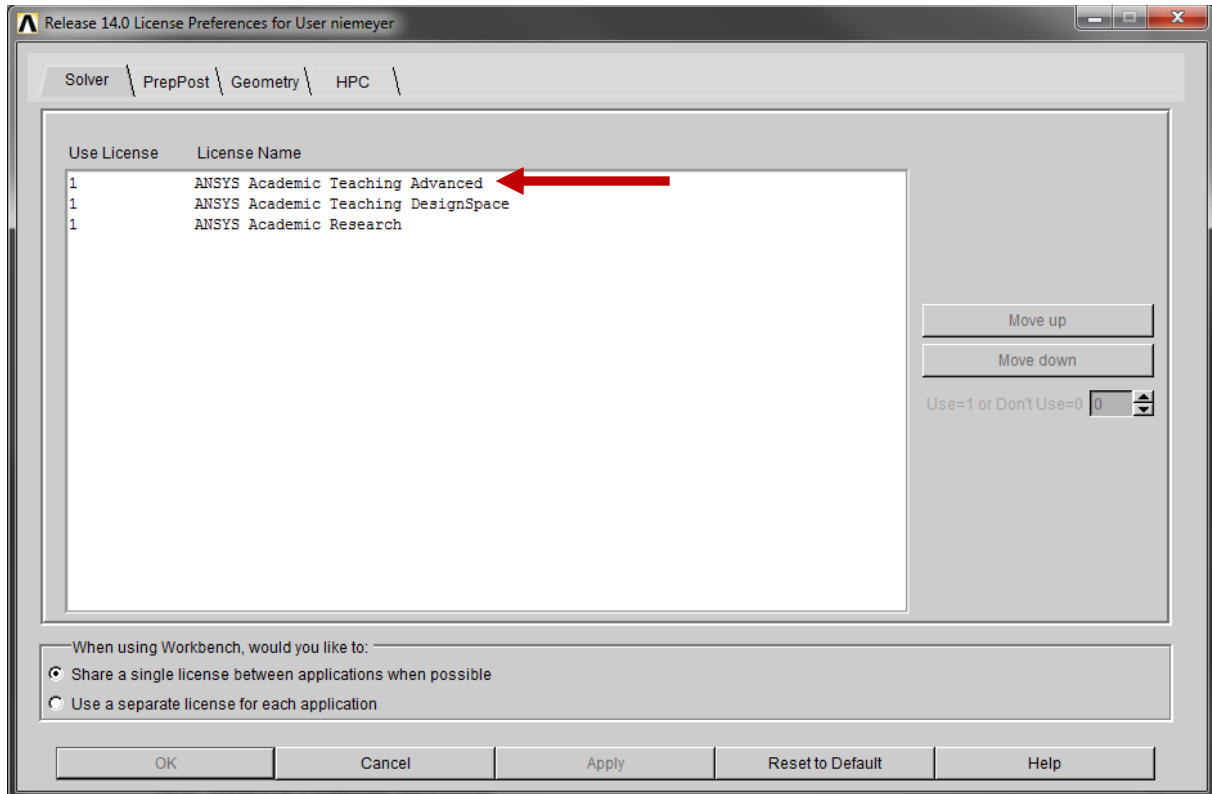 Release 14.0 License Preferences for User niemeyer
Solver PrepPost Geometry HPC
Use License License Name
1 ANSYS Academic Teaching Advanced
1 ANSYS Academic Teaching DesignSpace
1 ANSYS Academic Research
Move up
Move down
Use=1 or Don't Use=0 0
When using Workbench, would you like to:
Share a single license between applications when possible
Use a separate license for each application
OK Cancel Apply Reset to Default Help